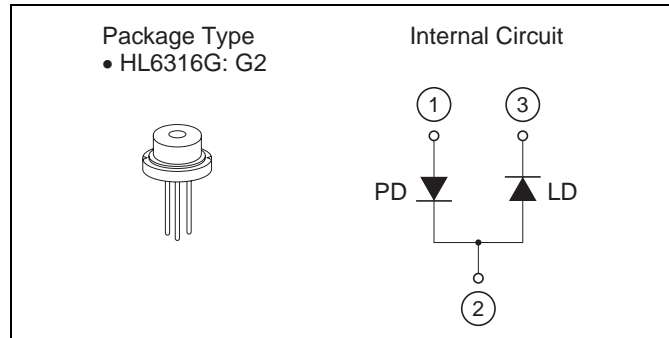 Package Type
• HL6316G: G2
Internal Circuit
1
3
PD
LD
2